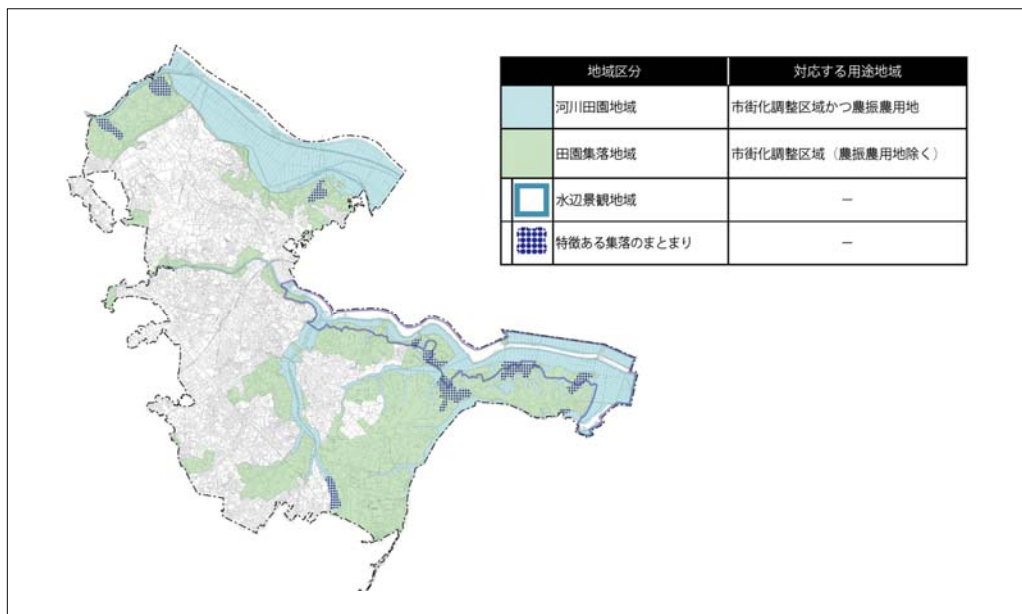 地域区分 対応する用途地域
河川田園地域 市街化調整区域かつ農振農用地
田園集落地域 市街化調整区域（農振農用地除く）
水辺景観地域 －
特徴ある集落のまとまり －